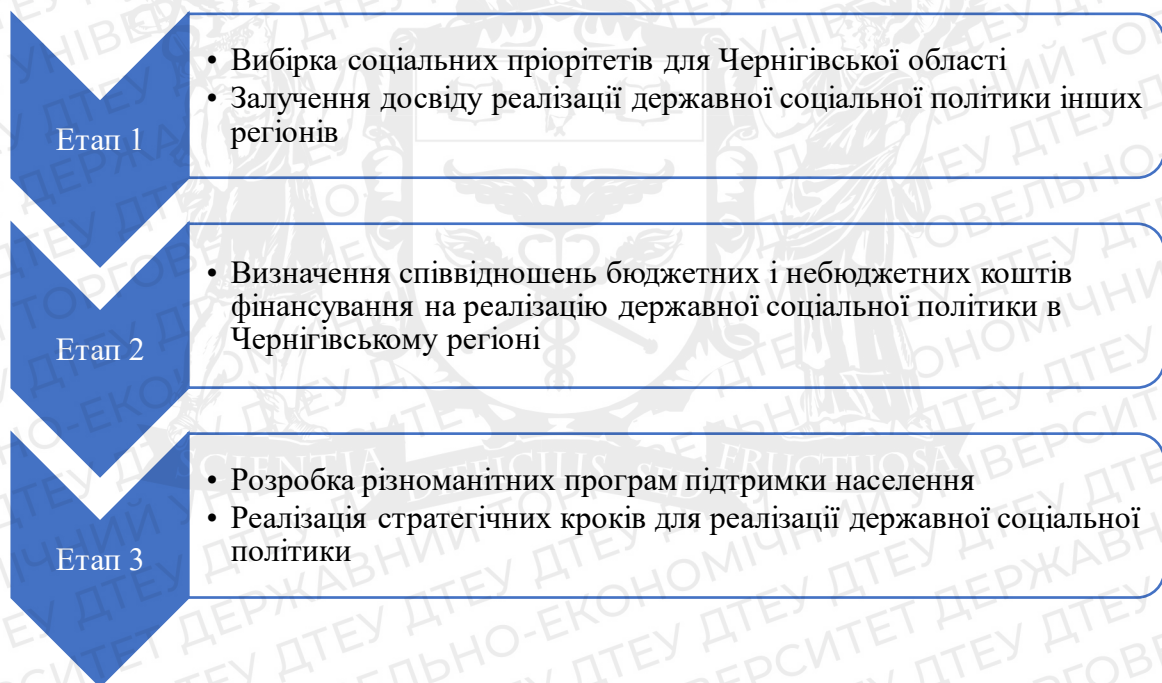 Етап 1
• Вибірка соціальних пріорітетів для Чернігівської області
• Залучення досвіду реалізації державної соціальної політики інших
регіонів
Етап 2
• Визначення співвідношень бюджетних і небюджетних коштів
фінансування на реалізацію державної соціальної політики в
Чернігівському регіоні
Етап 3
• Розробка різноманітних програм підтримки населення
• Реалізація стратегічних кроків для реалізації державної соціальної
політики